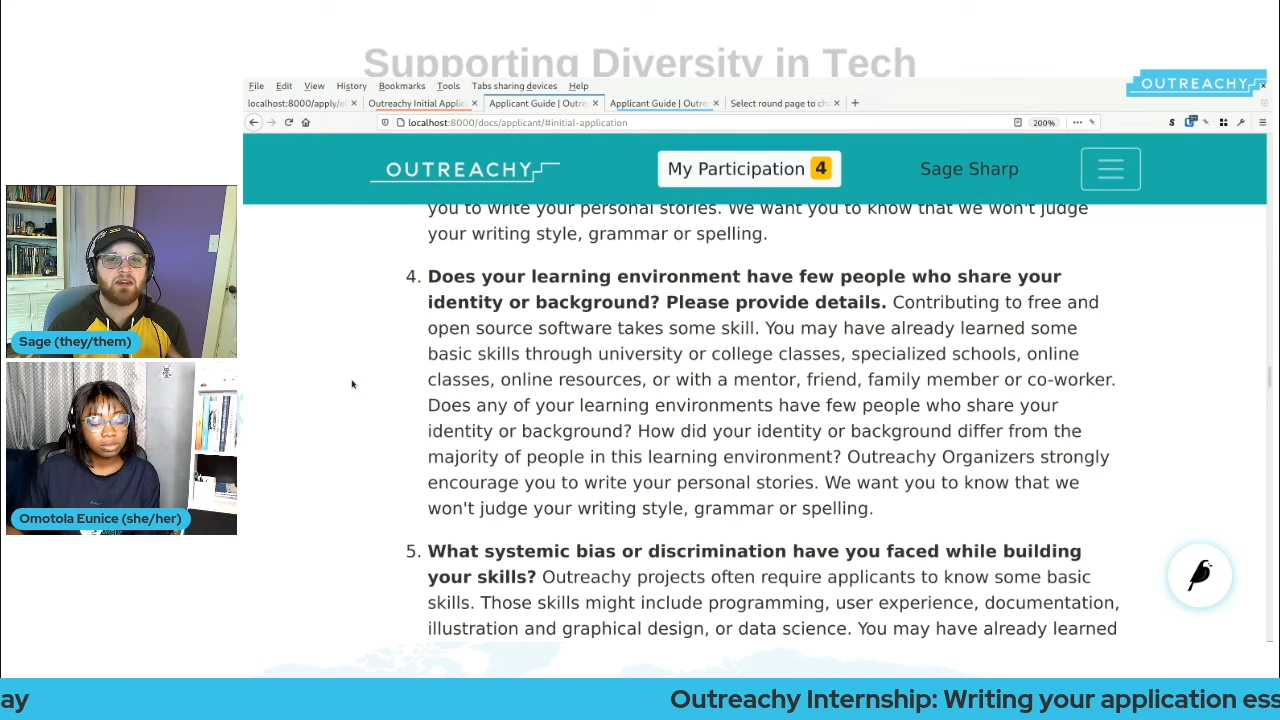 Supporting Diversity in Tech
File Edit View History Bookmarks Tools Tabs sharing devices Help
OUTREACHY
localhost:8000/apply/el × Outreachy Initial Applic × Applicant Guide | Outre × Applicant Guide | Outre × Select round page to ch × +
localhost:8000/docs/applicant/#initial-application 200%
OUTREACHY My Participation 4 Sage Sharp
you to write your personal stories. We want you to know that we won't judge
your writing style, grammar or spelling.
4. Does your learning environment have few people who share your
identity or background? Please provide details. Contributing to free and
open source software takes some skill. You may have already learned some
basic skills through university or college classes, specialized schools, online
classes, online resources, or with a mentor, friend, family member or co-worker.
Does any of your learning environments have few people who share your
identity or background? How did your identity or background differ from the
majority of people in this learning environment? Outreachy Organizers strongly
encourage you to write your personal stories. We want you to know that we
won't judge your writing style, grammar or spelling.
5. What systemic bias or discrimination have you faced while building
your skills? Outreachy projects often require applicants to know some basic
skills. Those skills might include programming, user experience, documentation,
illustration and graphical design, or data science. You may have already learned
Sage (they/them)
Omotola Eunice (she/her)
ay Outreachy Internship: Writing your application ess